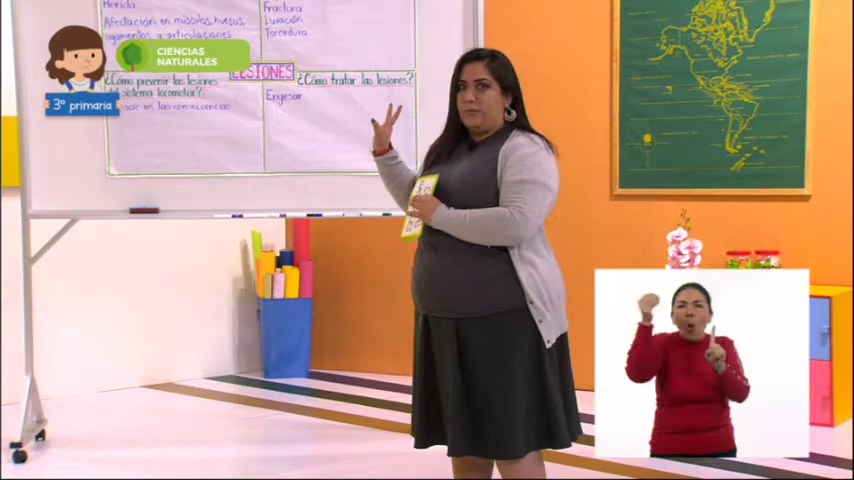 Herida
Afectación en músculos, huesos,
ligamentos y articulaciones
Fractura
Luxación
Torcedura
CIENCIAS
NATURALES
3° primaria
LESIONES
¿Cómo prevenir las lesiones
sistema locomotor?
en las consecuencias
¿Cómo tratar las lesiones?
Enyesar